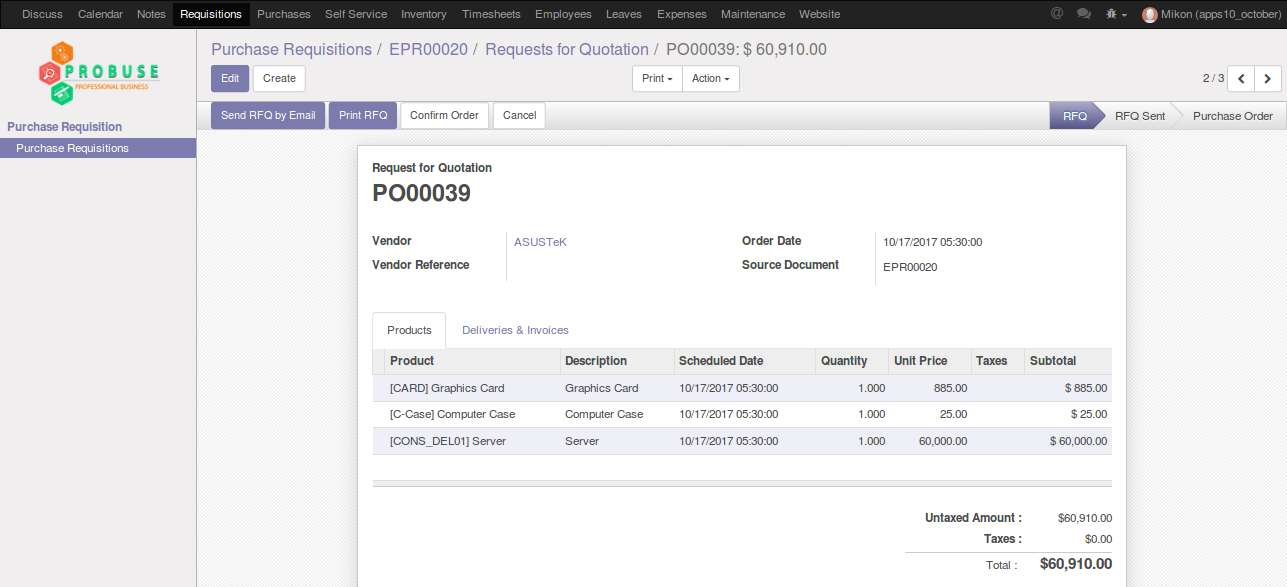 Discuss Calendar Notes Requisitions Purchases Self Service Inventory Timesheets Employees Leaves Expenses Maintenance Website @ Mikon (apps10_october)
PROBUSE
PROFESSIONAL BUSINESS
Purchase Requisition
Purchase Requisitions
Purchase Requisitions / EPR00020 / Requests for Quotation / PO00039: $ 60,910.00
Edit Create Print Action 2 / 3
Send RFQ by Email Print RFQ Confirm Order Cancel RFQ RFQ Sent Purchase Order
Request for Quotation
PO00039
Vendor ASUSTeK Order Date 10/17/2017 05:30:00
Vendor Reference Source Document EPR00020
Products Deliveries & Invoices
Product Description Scheduled Date Quantity Unit Price Taxes Subtotal
[CARD] Graphics Card Graphics Card 10/17/2017 05:30:00 1.000 885.00 $ 885.00
[C-Case] Computer Case Computer Case 10/17/2017 05:30:00 1.000 25.00 $ 25.00
[CONS_DEL01] Server Server 10/17/2017 05:30:00 1.000 60,000.00 $ 60,000.00
Untaxed Amount : $60,910.00
Taxes : $0.00
Total : $60,910.00